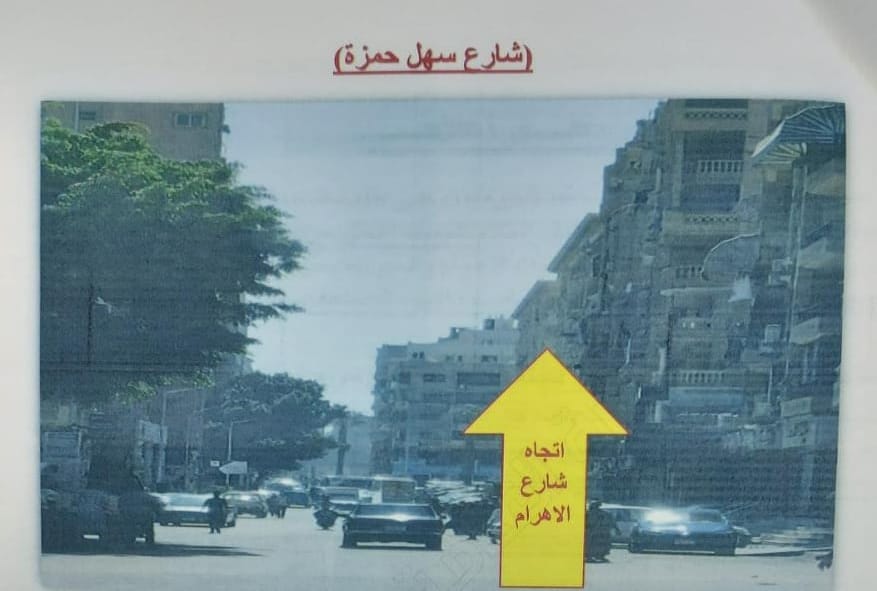 (شارع سهل حمزة)
اتجاه
شارع
الاهرام